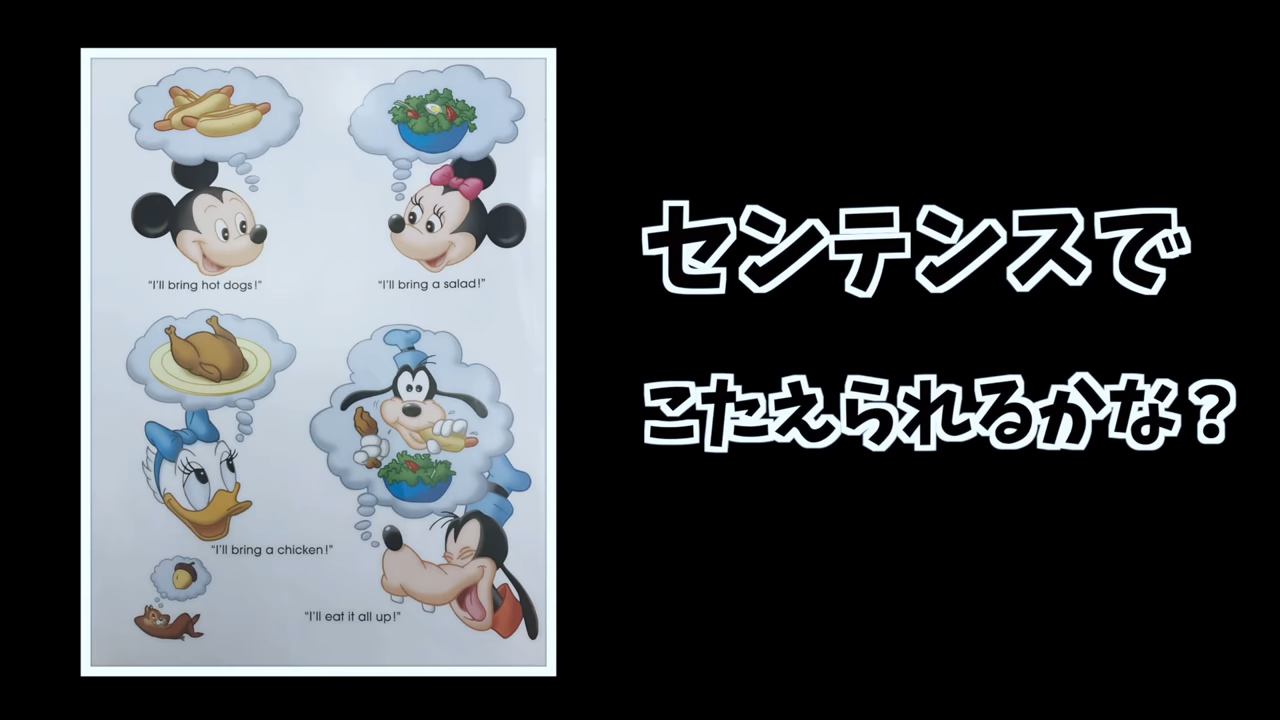 "I'll bring hot dogs!"
"I'll bring a salad!"
"I'll bring a chicken!"
"I'll eat it all up!"
センテンスで
こたえられるかな？